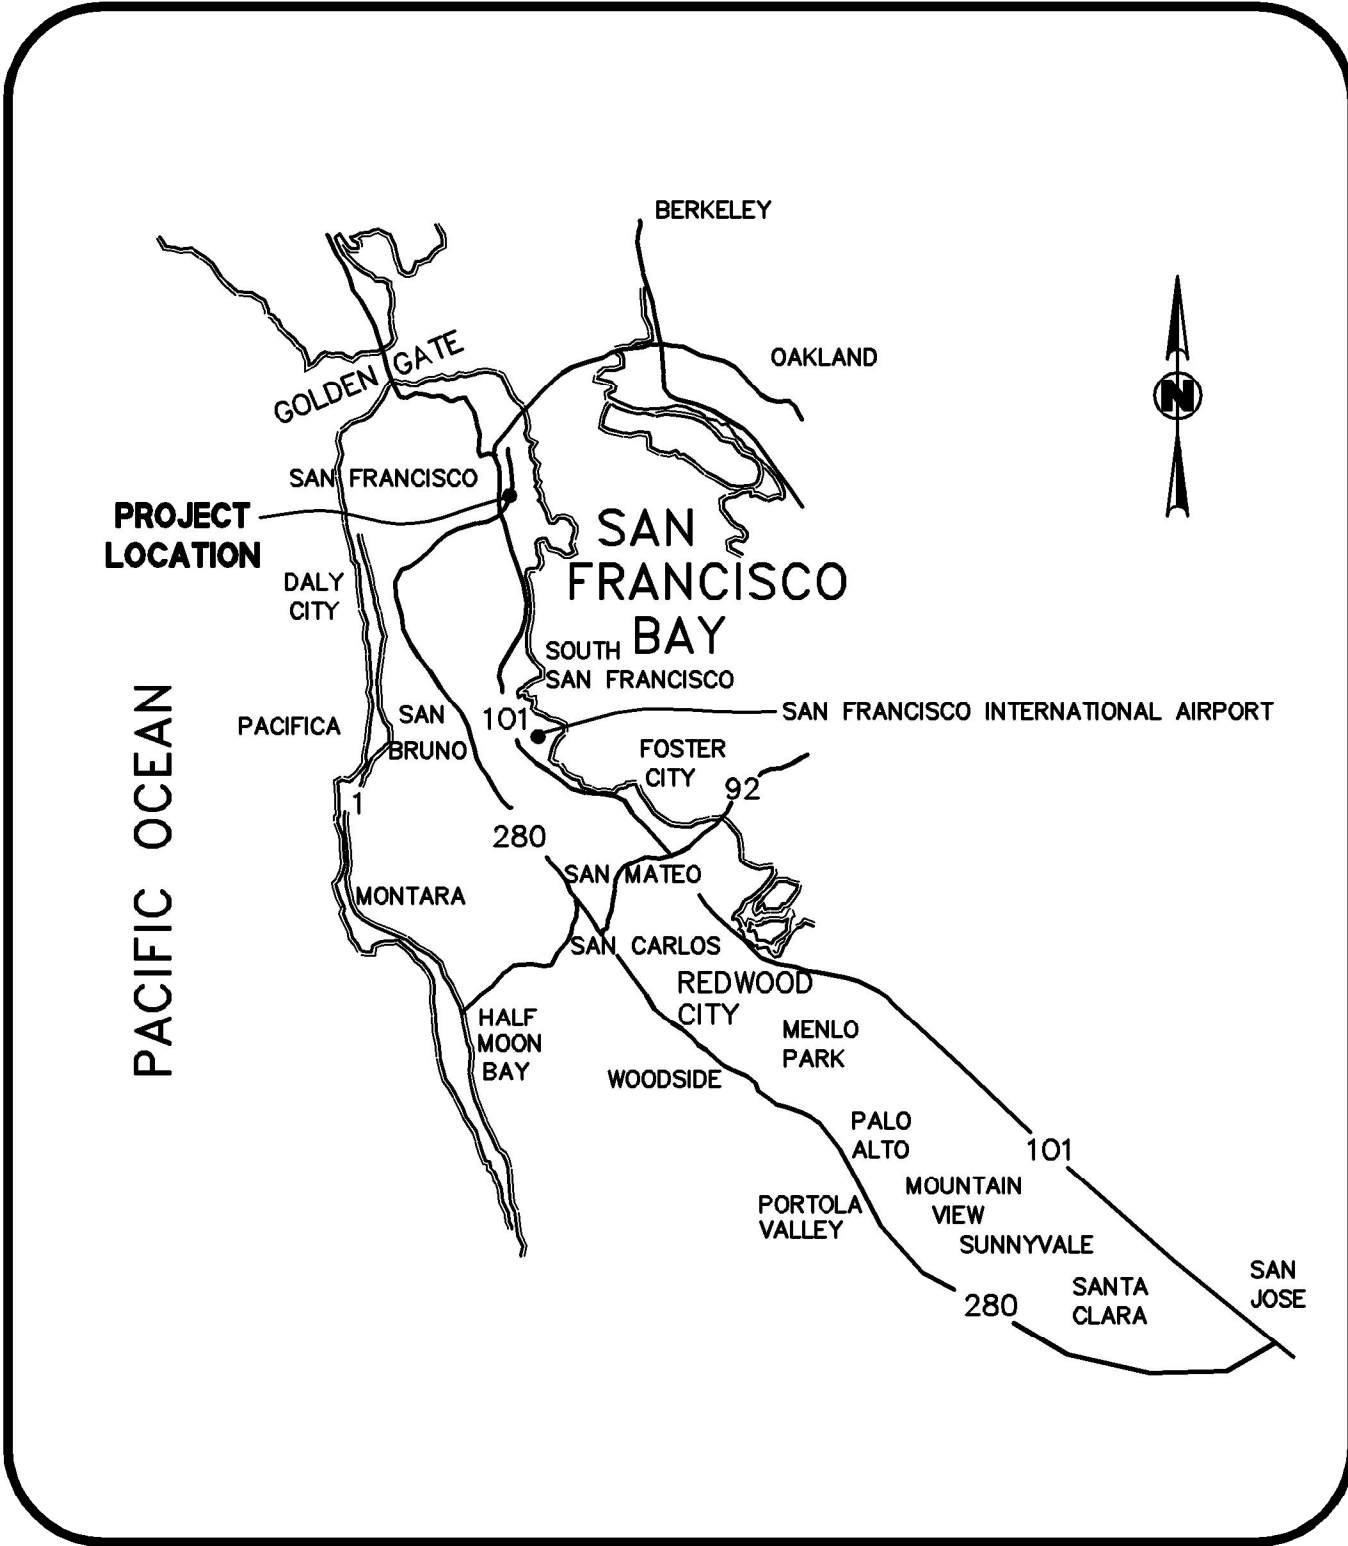 BERKELEY
OAKLAND
GOLDEN GATE
N
SAN FRANCISCO
PROJECT
LOCATION
SAN
FRANCISCO
BAY
DALY
CITY
SOUTH
SAN FRANCISCO
PACIFIC OCEAN
PACIFICA
SAN
BRUNO
101
SAN FRANCISCO INTERNATIONAL AIRPORT
FOSTER
CITY
92
1
280
SAN MATEO
MONTARA
SAN CARLOS
REDWOOD
CITY
HALF
MOON
BAY
MENLO
PARK
WOODSIDE
PALO
ALTO
101
MOUNTAIN
VIEW
PORTOLA
VALLEY
SUNNYVALE
SANTA
CLARA
SAN
JOSE
280